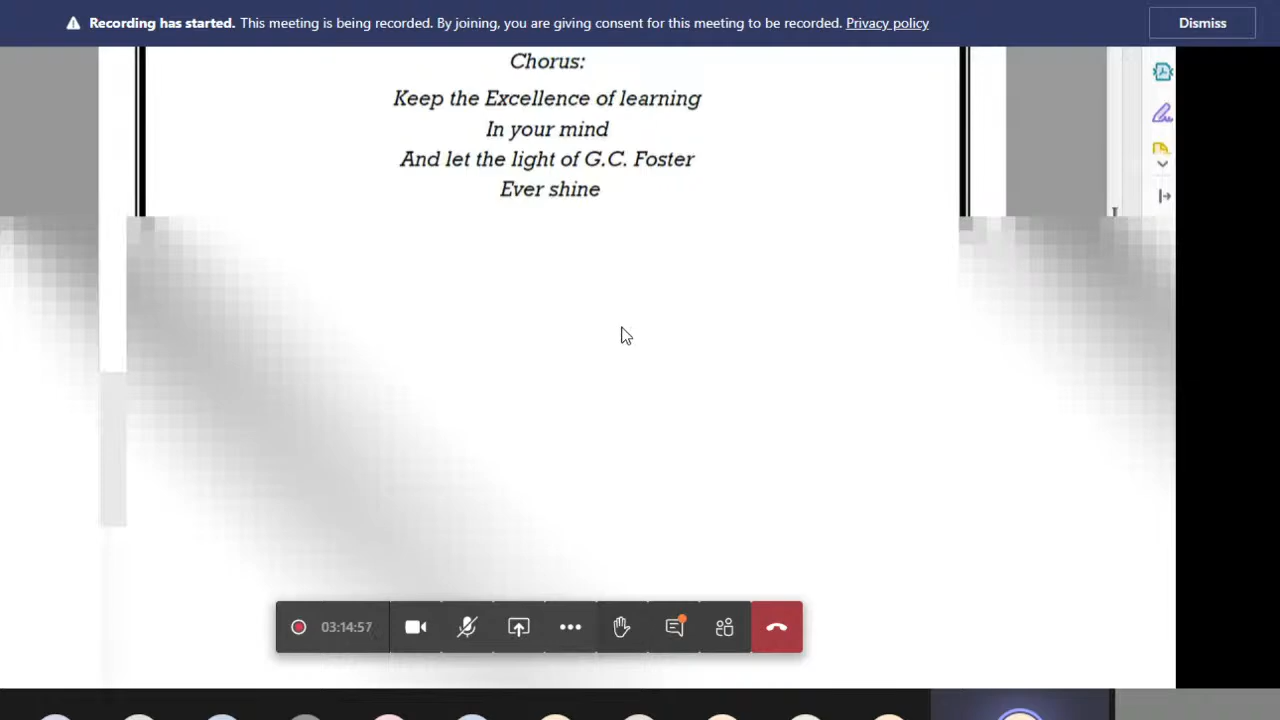 Recording has started. This meeting is being recorded. By joining, you are giving consent for this meeting to be recorded. Privacy policy
Dismiss
Chorus:
Keep the Excellence of learning
In your mind
And let the light of G.C. Foster
Ever shine
03:14:57